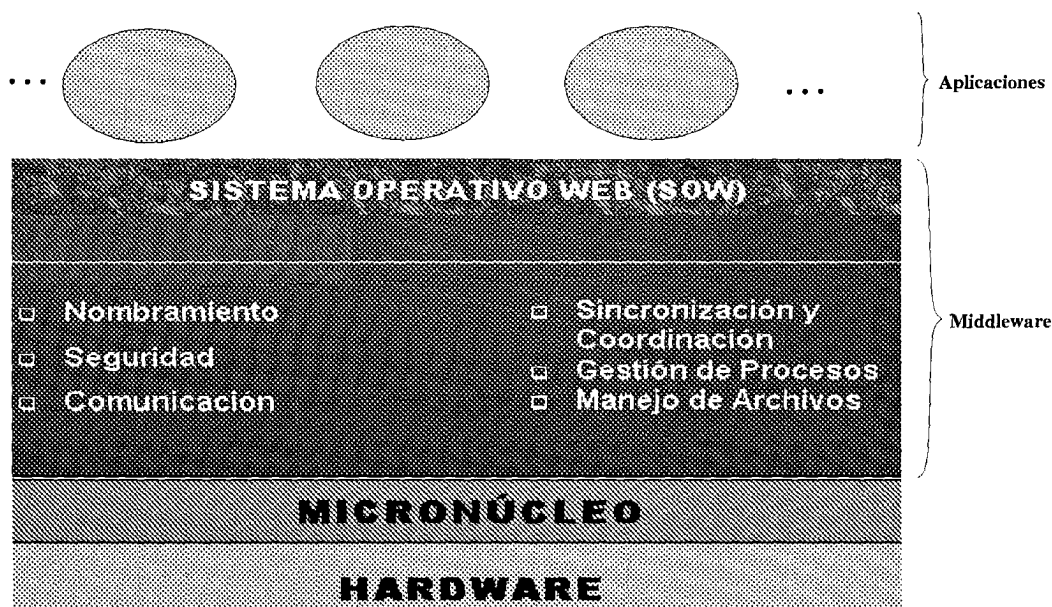 ... ...
Aplicaciones
SISTEMA OPERATIVO WEB (SOW)
Nombramiento
Seguridad
Comunicacion
Sincronización y
Coordinación
Gestión de Procesos
Manejo de Archivos
Middleware
MICRONÚCLEO
HARDWARE